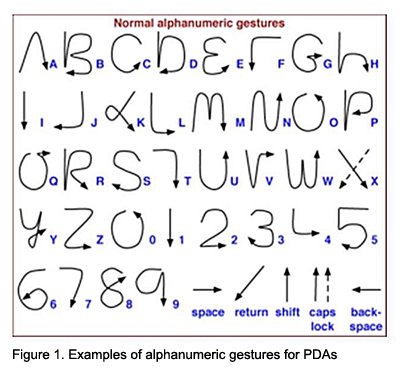 Normal alphanumeric gestures
A B C D E F G H
I J K L M N O P
Q R S T U V W X
Y Z 0 1 2 3 4 5
6 7 8 9 space return shift caps lock back-space
Figure 1. Examples of alphanumeric gestures for PDAs